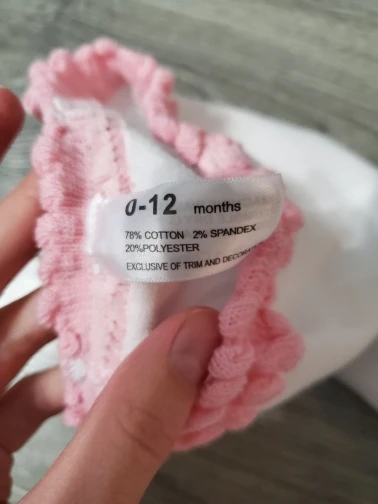 0-12 months
78% COTTON 2% SPANDEX
20%POLYESTER
EXCLUSIVE OF TRIM AND